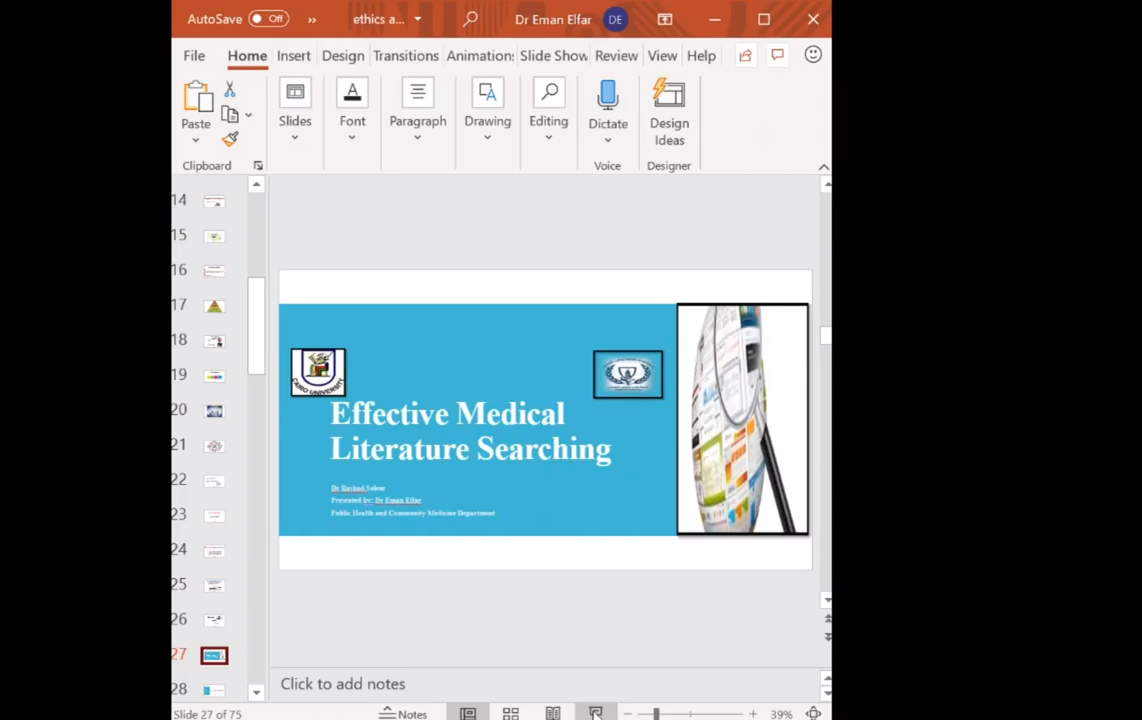 AutoSave Off ethics a... Dr Eman Elfar DE
File Home Insert Design Transitions Animation: Slide Show Review View Help
Paste Slides Font Paragraph Drawing Editing Dictate Design Ideas
Clipboard Voice Designer
14
15
16
17
18
19
20
21
22
23
24
25
26
27
28
CAIRO UNIVERSITY
Effective Medical
Literature Searching
Dr Rashad Salem
Presented by: Dr Eman Elfar
Public Health and Community Medicine Department
Click to add notes
Slide 27 of 75 Notes 39%